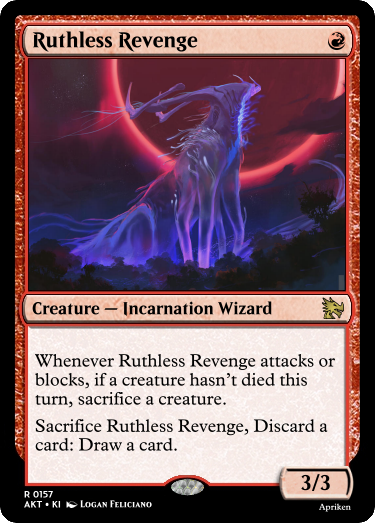 Ruthless Revenge
Creature — Incarnation Wizard
Whenever Ruthless Revenge attacks or
blocks, if a creature hasn't died this
turn, sacrifice a creature.
Sacrifice Ruthless Revenge, Discard a
card: Draw a card.
3/3
R 0157
AKT • KI LOGAN FELICIANO
Apriken